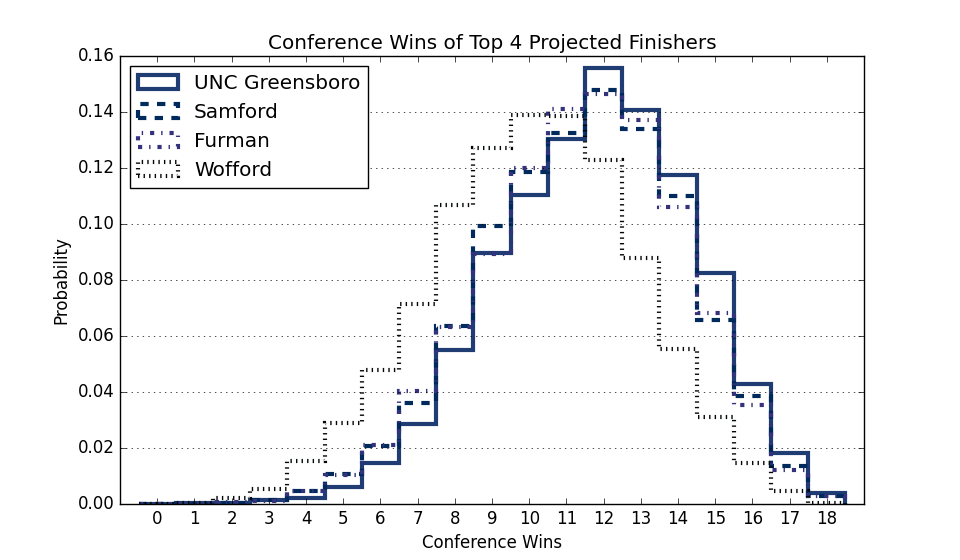 Conference Wins of Top 4 Projected Finishers
0.16
0.14
0.12
0.10
0.08
0.06
0.04
0.02
0.00
Probability
UNC Greensboro
Samford
Furman
Wofford
0 1 2 3 4 5 6 7 8 9 10 11 12 13 14 15 16 17 18
Conference Wins